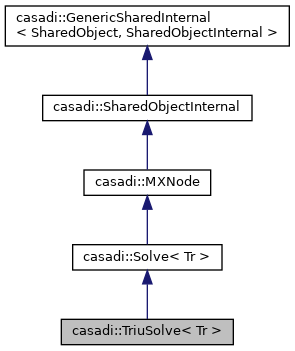 casadi::GenericSharedInternal
< SharedObject, SharedObjectInternal >
casadi::SharedObjectInternal
casadi::MXNode
casadi::Solve< Tr >
casadi::TriuSolve< Tr >